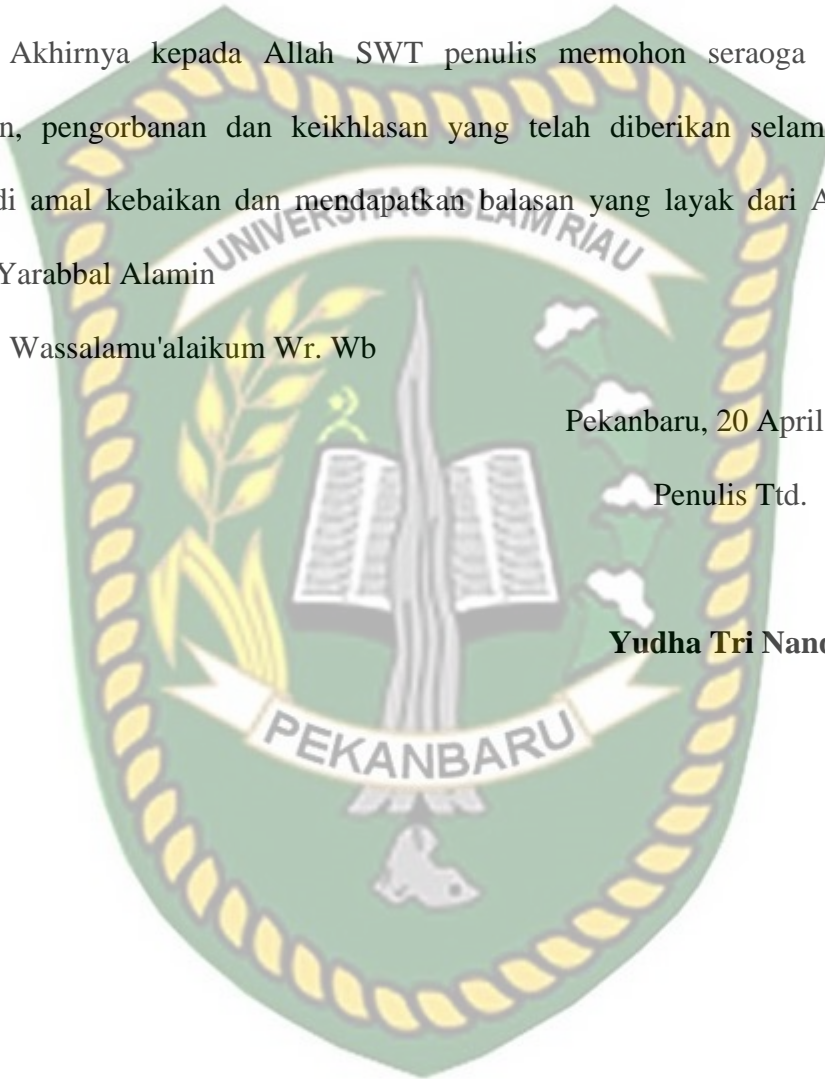 Akhirnya kepada Allah SWT penulis memohon seraoga
n, pengorbanan dan keikhlasan yang telah diberikan selam
di amal kebaikan dan mendapatkan balasan yang layak dari A
UNIVERSITAS ISLAM RIAU
Yarabbal Alamin
Wassalamu'alaikum Wr. Wb
Pekanbaru, 20 April
Penulis Ttd.
Yudha Tri Nand
PEKANBARU